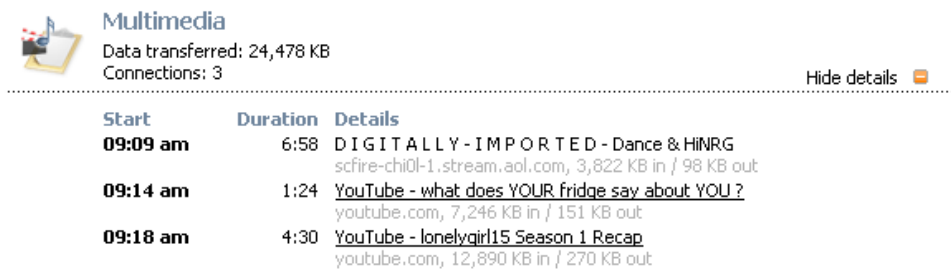 Multimedia
Data transferred: 24,478 KB
Connections: 3
Hide details
Start Duration Details
09:09 am 6:58 D I G I T A L L Y - I M P O R T E D - Dance & HiNRG
scfire-chi0l-1.stream.aol.com, 3,822 KB in / 98 KB out
09:14 am 1:24 YouTube - what does YOUR fridge say about YOU ?
youtube.com, 7,246 KB in / 151 KB out
09:18 am 4:30 YouTube - lonelygirl15 Season 1 Recap
youtube.com, 12,890 KB in / 270 KB out